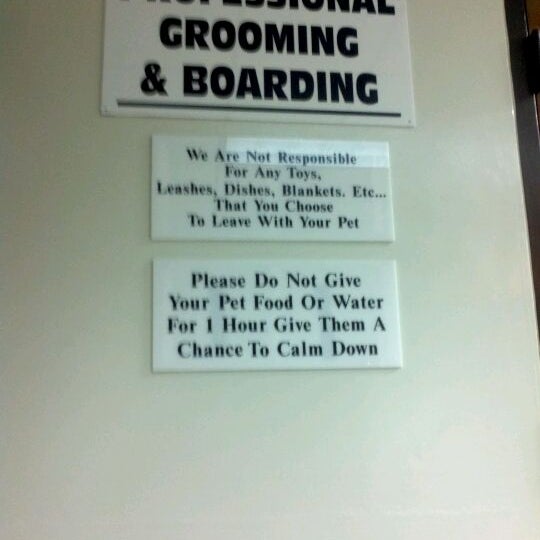 PROFESSIONAL
GROOMING
& BOARDING
We Are Not Responsible
For Any Toys,
Leashes, Dishes, Blankets. Etc...
That You Choose
To Leave With Your Pet
Please Do Not Give
Your Pet Food Or Water
For 1 Hour Give Them A
Chance To Calm Down